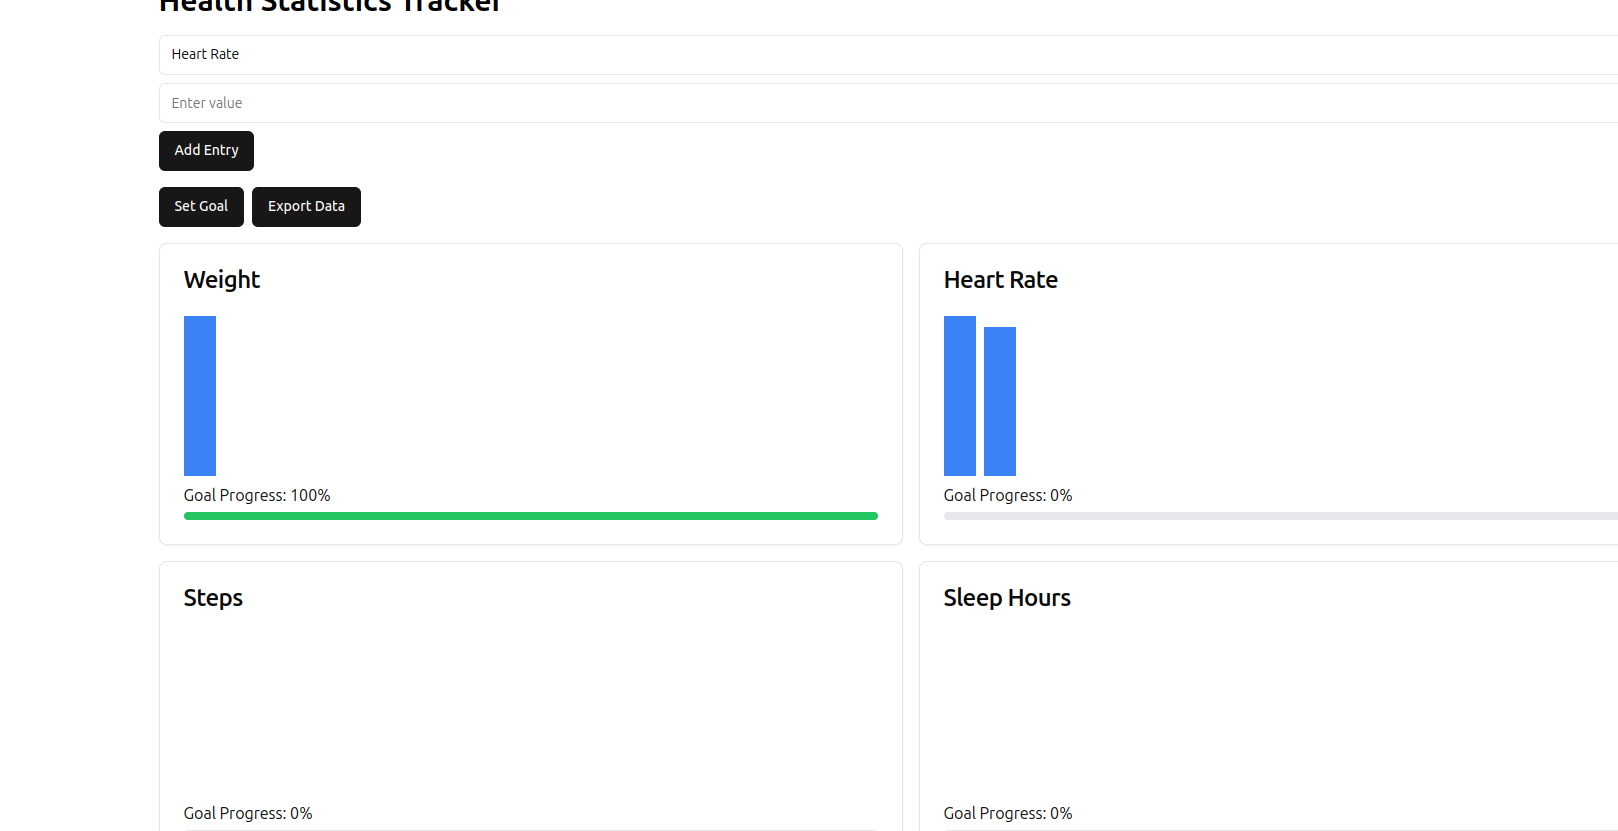 Health Statistics Tracker
Heart Rate
Enter value
Add Entry
Set Goal Export Data
Weight
Heart Rate
Goal Progress: 100%
Goal Progress: 0%
Steps
Sleep Hours
Goal Progress: 0%
Goal Progress: 0%